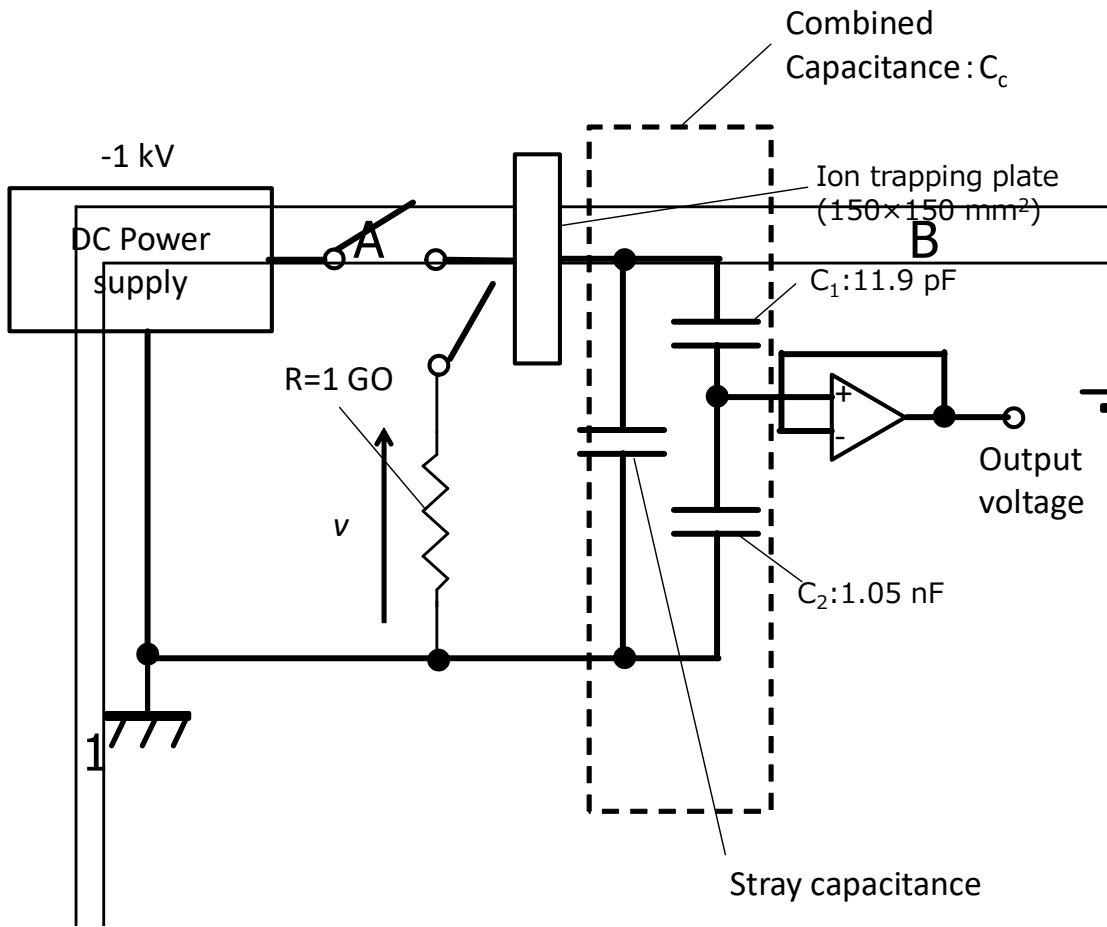 Combined
Capacitance：C꜀
-1 kV
Ion trapping plate
(150×150 mm²)
DC Power
supply
A
B
C₁:11.9 pF
R=1 GO
+
-
Output
voltage
v
C₂:1.05 nF
1
Stray capacitance